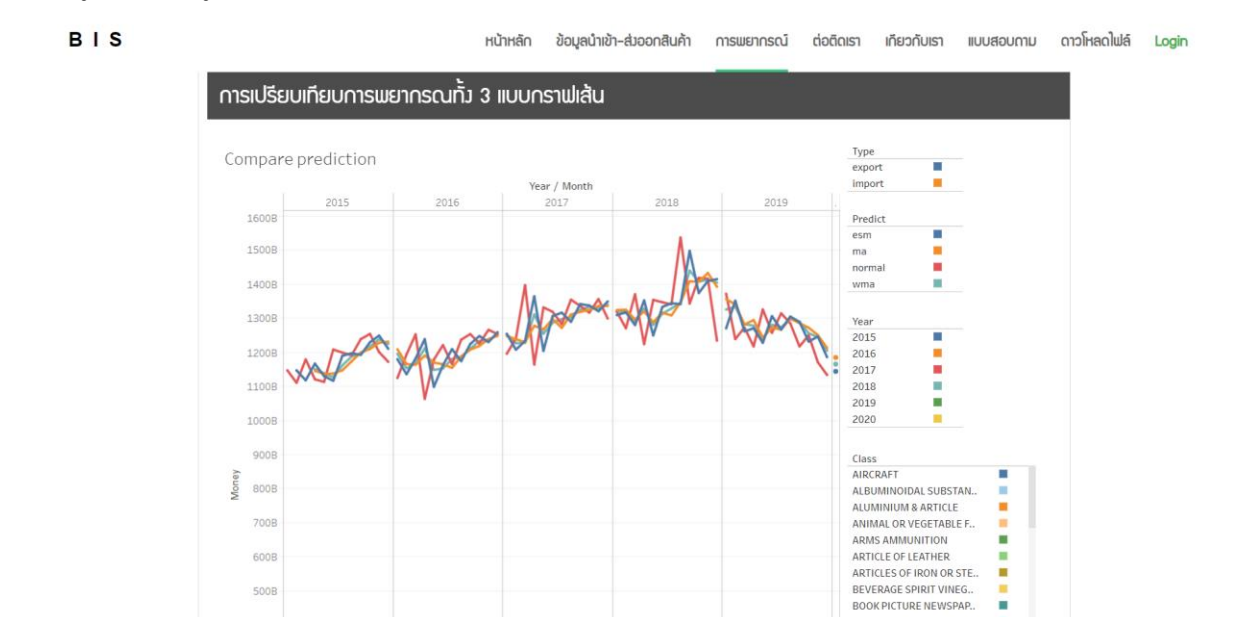 BIS
หน้าหลัก ข้อมูลนำเข้า-ส่งออกสินค้า การพยากรณ์ ต่อติดเรา เกี่ยวกับเรา แบบสอบถาม ดาวโหลดไฟล์ Login
การเปรียบเทียบการพยากรณทั้ง 3 แบบกราฟเส้น
Compare prediction
Year / Month
2015 2016 2017 2018 2019
1600B
1500B
1400B
1300B
1200B
1100B
1000B
900B
800B
700B
600B
500B
Money
Type
export
import
Predict
esm
ma
normal
wma
Year
2015
2016
2017
2018
2019
2020
Class
AIRCRAFT
ALBUMINOIDAL SUBSTAN..
ALUMINIUM & ARTICLE
ANIMAL OR VEGETABLE F..
ARMS AMMUNITION
ARTICLE OF LEATHER
ARTICLES OF IRON OR STE..
BEVERAGE SPIRIT VINEG..
BOOK PICTURE NEWSPAP..